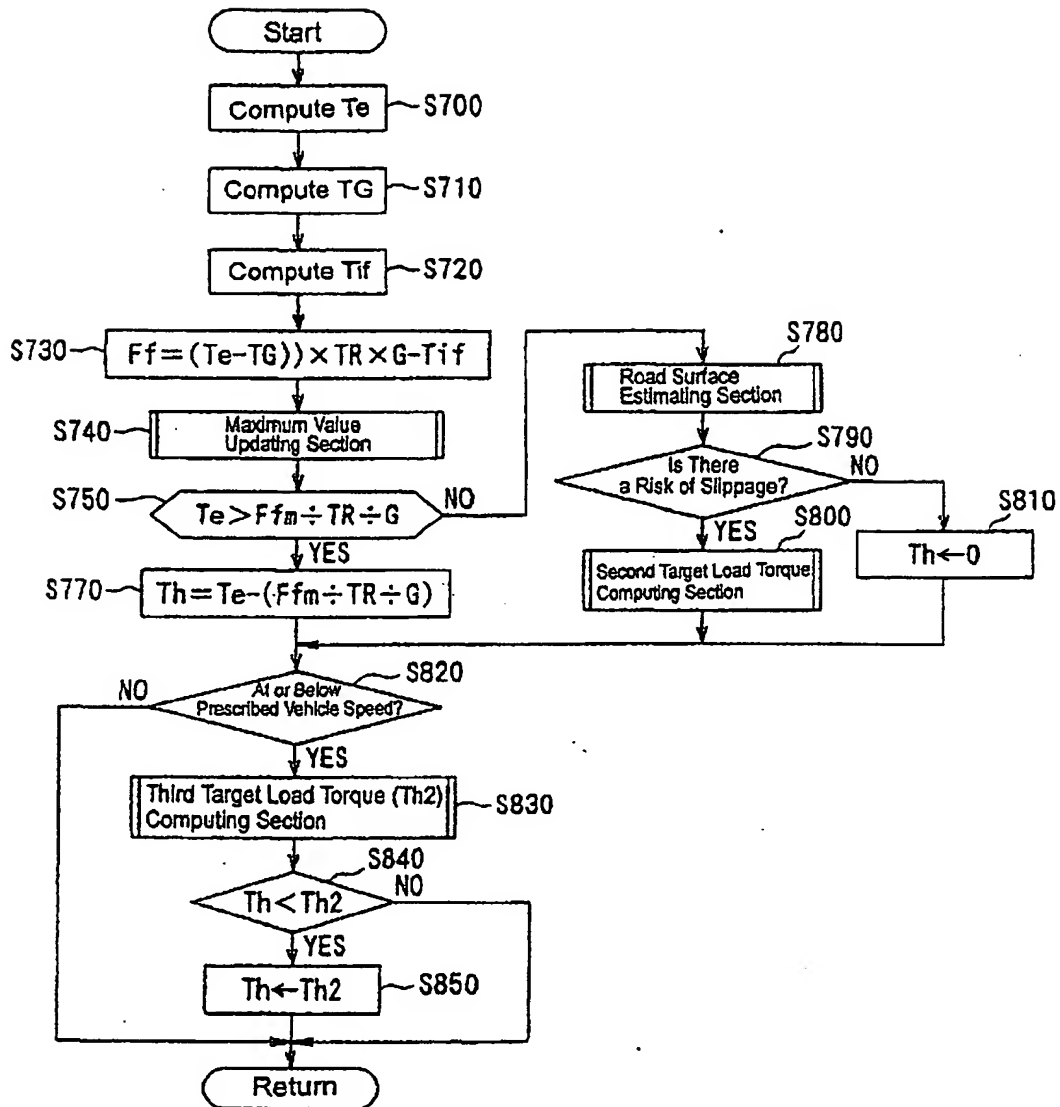 Start
Compute Te
S700
Compute TG
S710
Compute Tif
S720
S730
Ff=(Te-TG))×TR×G-Tif
S740
Maximum Value
Updating Section
S750
Te>Ffm÷TR÷G
NO
YES
S770
Th=Te-(Ffm÷TR÷G)
S780
Road Surface
Estimating Section
S790
Is There
a Risk of Slippage?
NO
YES
S800
Second Target Load Torque
Computing Section
S810
Th←0
S820
At or Below
Prescribed Vehicle Speed?
NO
YES
Third Target Load Torque (Th2)
Computing Section
S830
S840
Th<Th2
NO
YES
Th←Th2
S850
Return